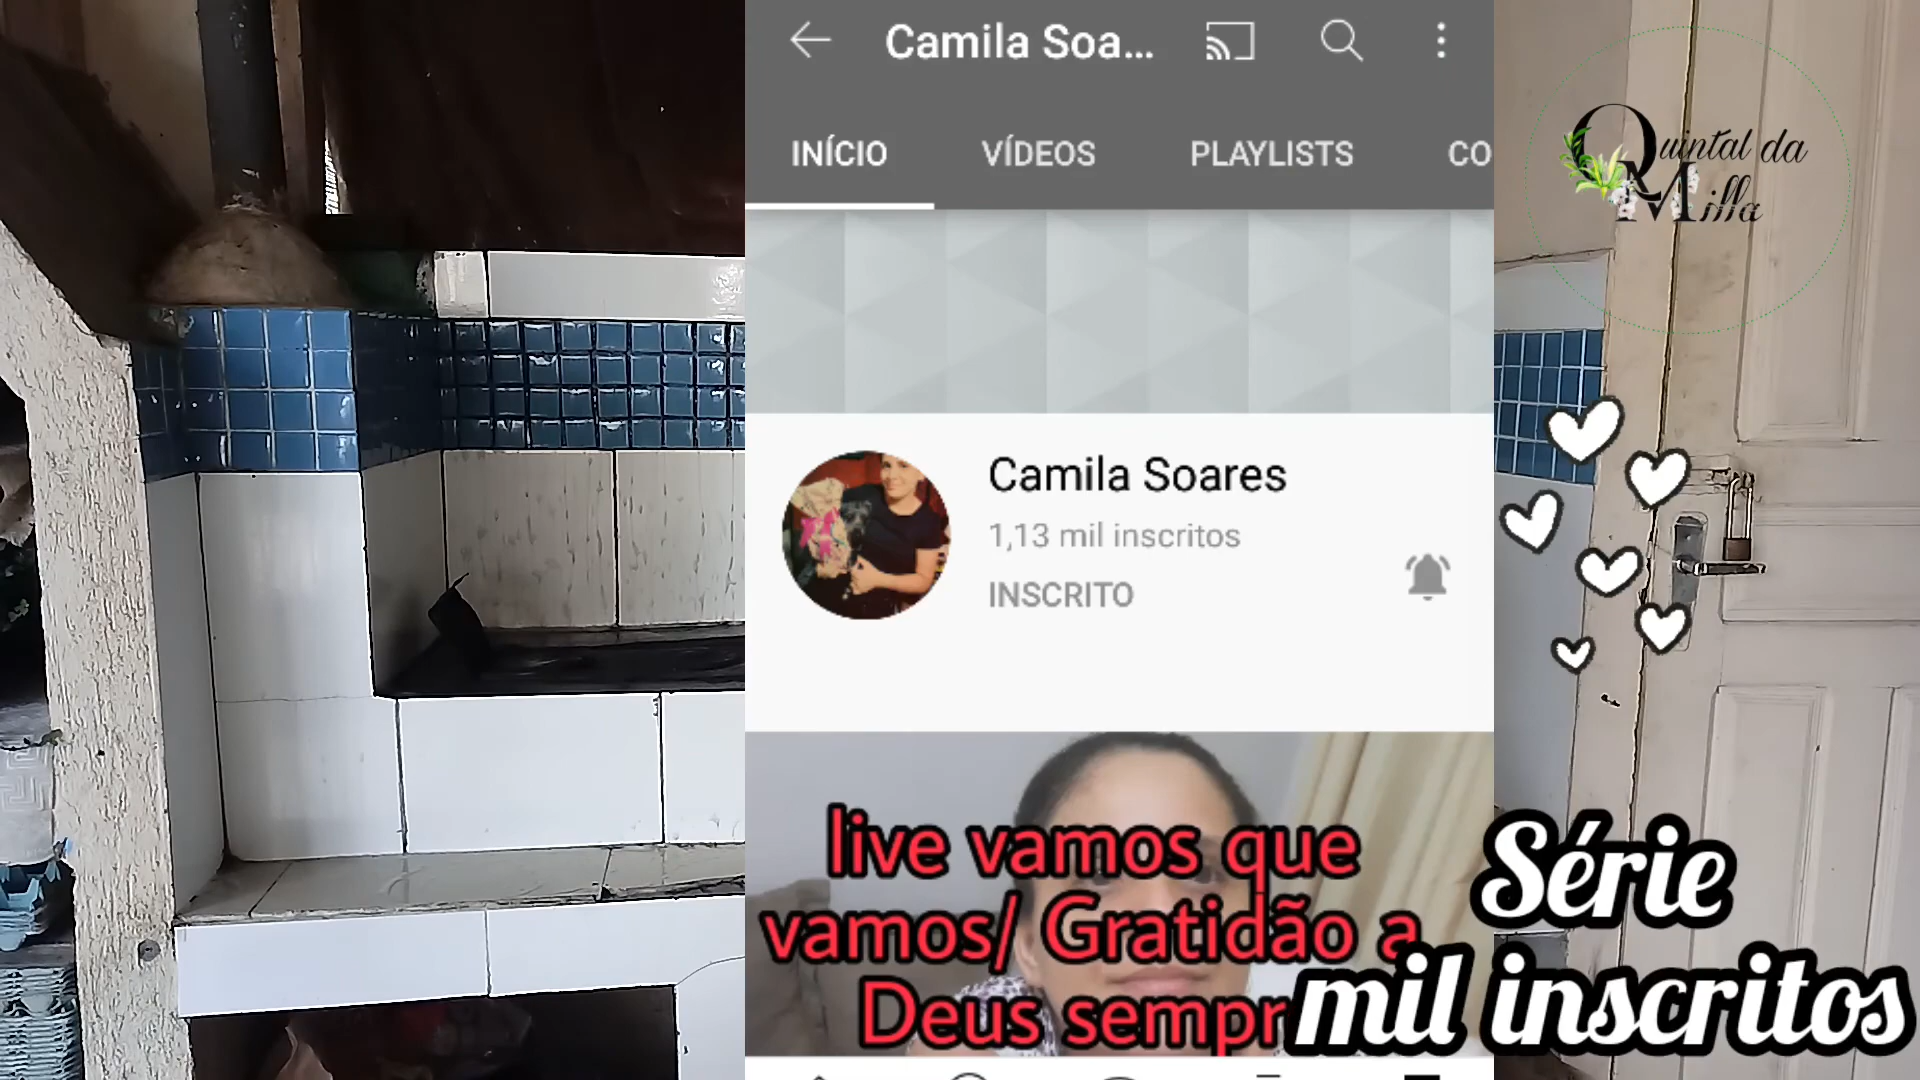 Camila Soa...
INÍCIO VÍDEOS PLAYLISTS CO
Quintal da
Milla
Camila Soares
1,13 mil inscritos
INSCRITO
live vamos que
vamos/ Gratidão a
Deus sempr
Série
mil inscritos